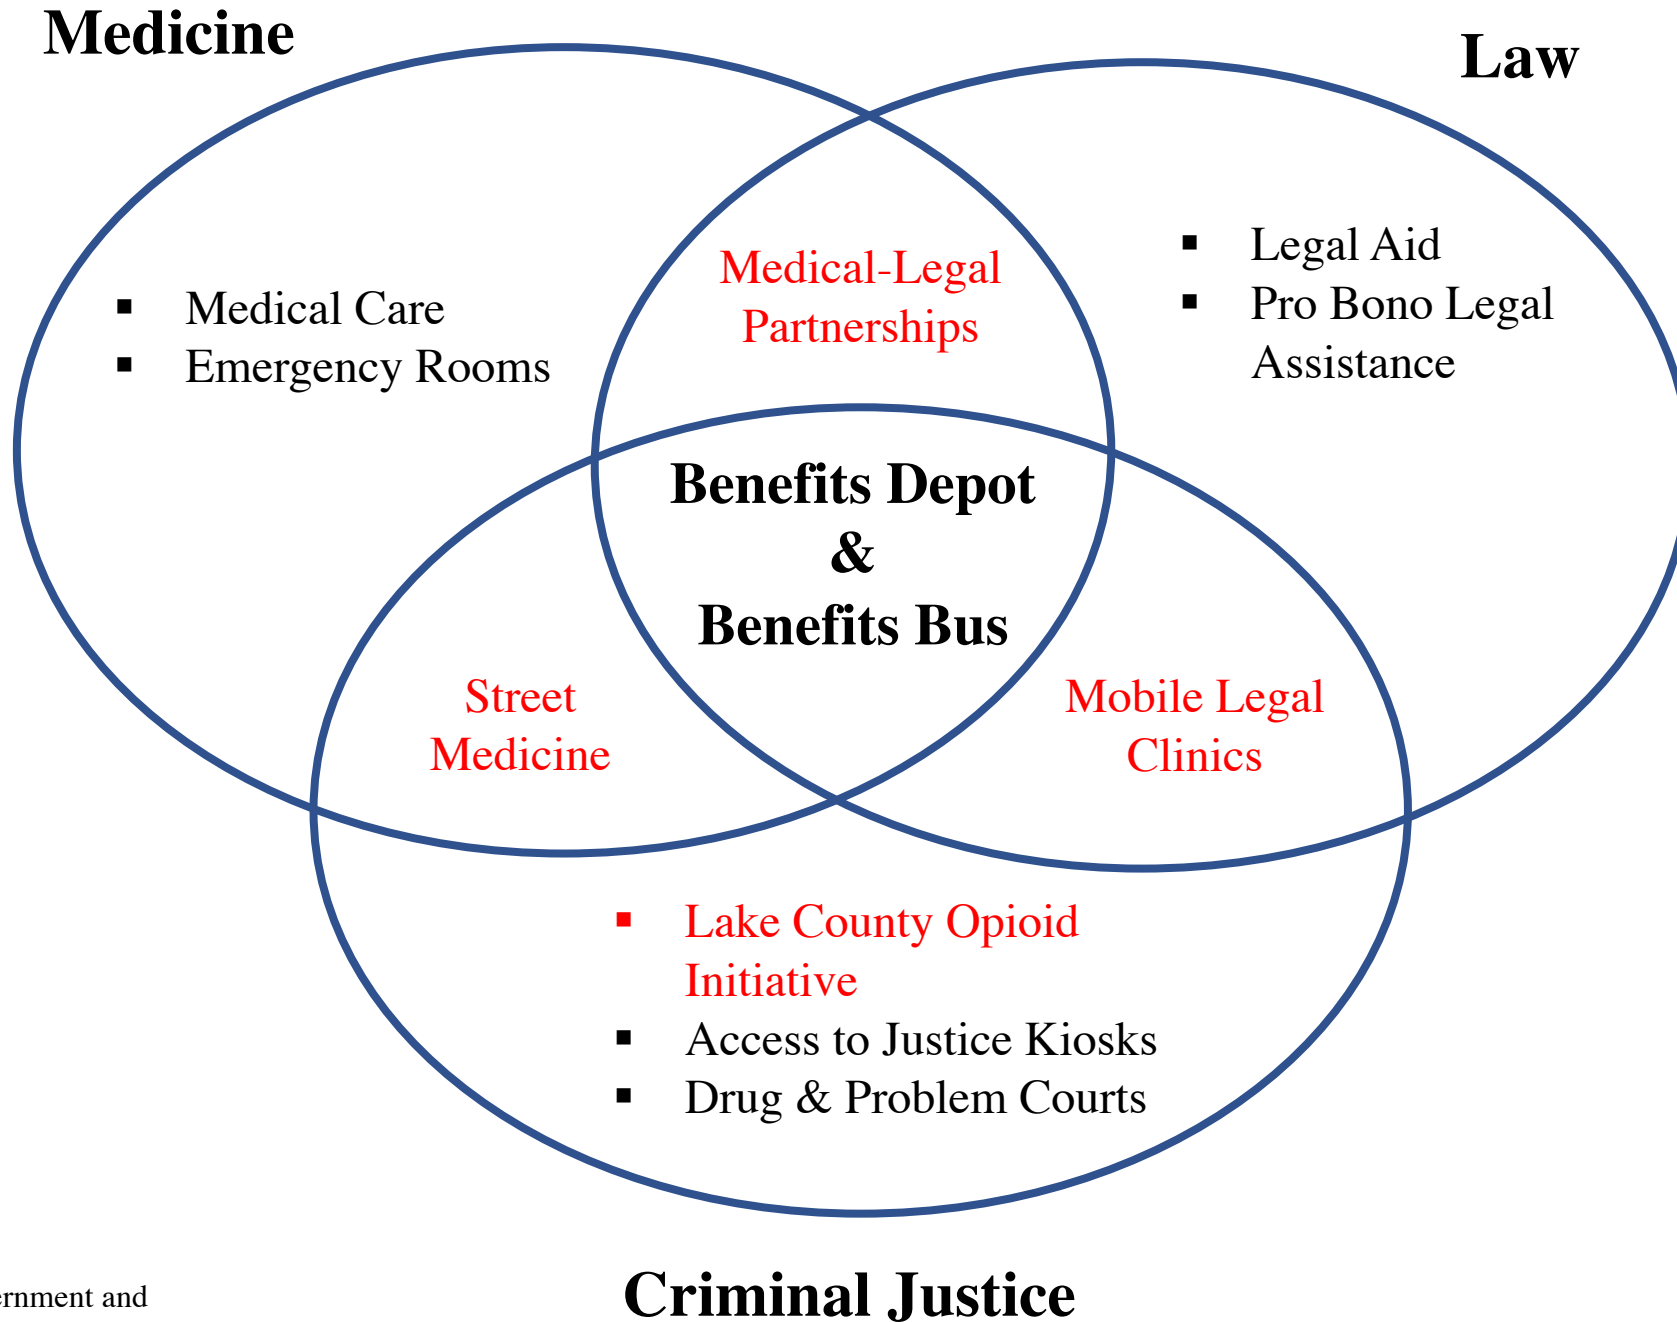 Medicine
Law
▪ Medical Care
▪ Emergency Rooms
Medical-Legal
Partnerships
▪ Legal Aid
▪ Pro Bono Legal
Assistance
Benefits Depot
&
Benefits Bus
Street
Medicine
Mobile Legal
Clinics
▪ Lake County Opioid
Initiative
▪ Access to Justice Kiosks
▪ Drug & Problem Courts
Criminal Justice
ernment and